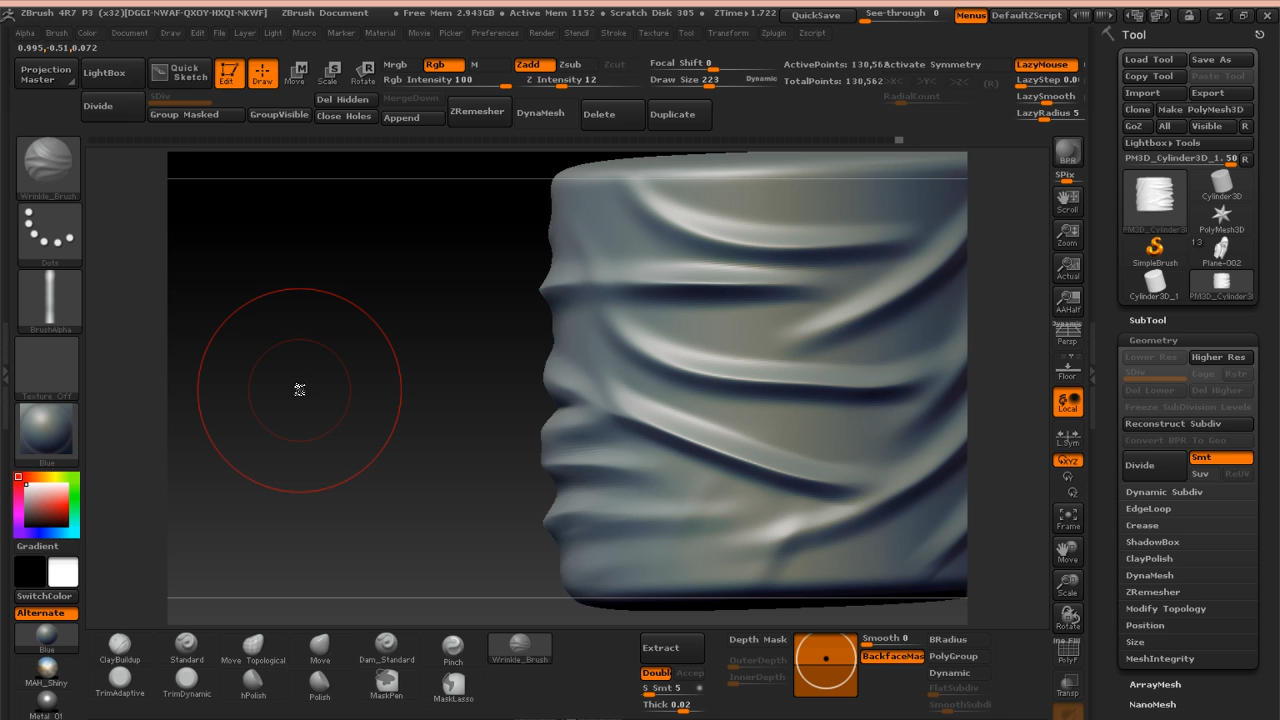 ZBrush 4R7 P3 (x32)[DGGI-NWAF-QXOY-HXQI-NKWF] ZBrush Document • Free Mem 2.943GB • Active Mem 1152 • Scratch Disk 305 • ZTime▸1.722 QuickSave See-through 0 Menus DefaultZScript
Alpha Brush Color Document Draw Edit File Layer Light Macro Marker Material Movie Picker Preferences Render Stencil Stroke Texture Tool Transform Zplugin Zscript
0.995,-0.51,0.072
Projection Master
LightBox
Quick Sketch
Edit Draw Move Scale Rotate
Mrgb Rgb M
Rgb Intensity 100
Zadd Zsub Zcut
Z Intensity 12
Focal Shift 0
Draw Size 223 Dynamic
ActivePoints: 130,56
TotalPoints: 130,562
Activate Symmetry
>X< >Y< >Z< (R)
RadialCount
LazyMouse
LazyStep 0.0
LazySmooth
LazyRadius 5
Divide
SDiv
Group Masked GroupVisible
Del Hidden
Close Holes
MergeDown
Append
ZRemesher DynaMesh Delete Duplicate
Wrinkle_Brush
Dots
BrushAlpha
Texture Off
Blue
Gradient
SwitchColor
Alternate
Blue
MAH_Shiny
Metal 01
BPR
SPix
Scroll
Zoom
Actual
AAHalf
Dynamic
Persp
Floor
Local
L.Sym
XYZ
Frame
Move
Scale
Rotate
Line Fill
PolyF
Transp
Tool
Load Tool Save As
Copy Tool Paste Tool
Import Export
Clone Make PolyMesh3D
GoZ All Visible R
Lightbox▸Tools
PM3D_Cylinder3D_1. 50 R
Cylinder3D
PM3D_Cylinder3 PolyMesh3D
13
SimpleBrush Plane-002
Cylinder3D_1 PM3D_Cylinder3
SubTool
Geometry
Lower Res Higher Res
SDiv Cage Rstr
Del Lower Del Higher
Freeze SubDivision Levels
Reconstruct Subdiv
Convert BPR To Geo
Divide Smt
Suv ReUV
Dynamic Subdiv
EdgeLoop
Crease
ShadowBox
ClayPolish
DynaMesh
ZRemesher
Modify Topology
Position
Size
MeshIntegrity
ArrayMesh
NanoMesh
ClayBuildup Standard Move Topological Move Dam_Standard Pinch Wrinkle_Brush
TrimAdaptive TrimDynamic hPolish Polish MaskPen MaskLasso
Extract
Doubl Accep
S Smt 5
Thick 0.02
Depth Mask
OuterDepth
InnerDepth
Smooth 0
BackfaceMas
BRadius
PolyGroup
Dynamic
FlatSubdiv
SmoothSubdi